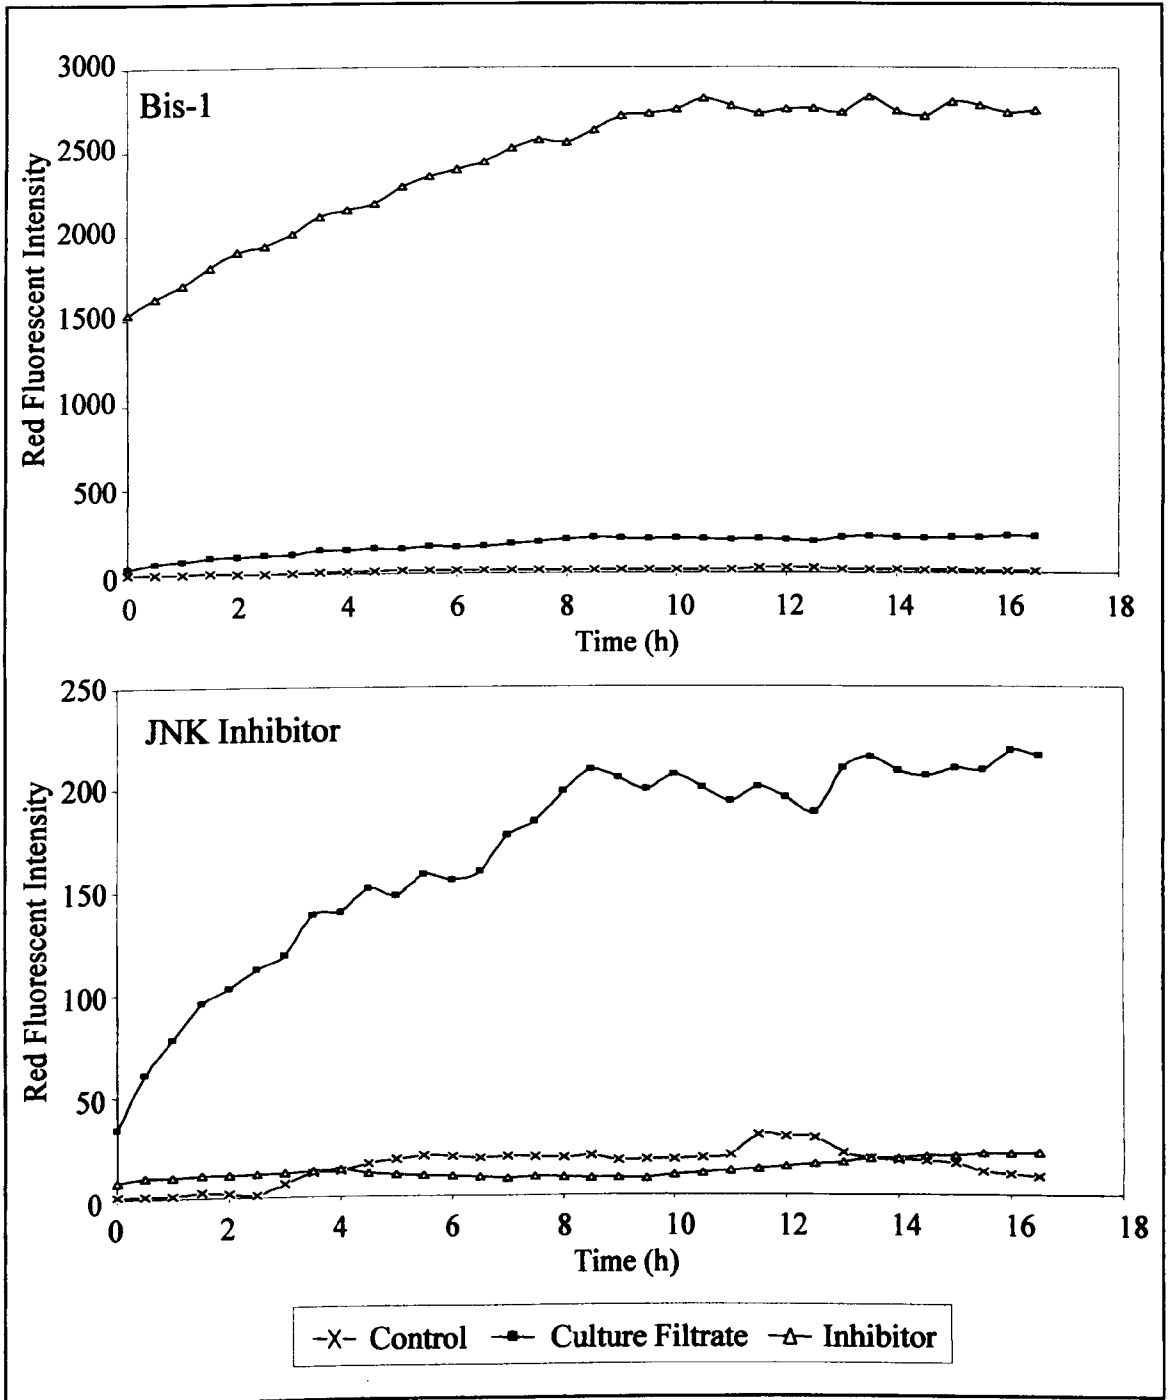 3000
Bis-1
2500
2000
1500
1000
500
0
Red Fluorescent Intensity
0 2 4 6 8 10 12 14 16 18
Time (h)
250
JNK Inhibitor
200
150
100
50
0
Red Fluorescent Intensity
0 2 4 6 8 10 12 14 16 18
Time (h)
Control Culture Filtrate Inhibitor